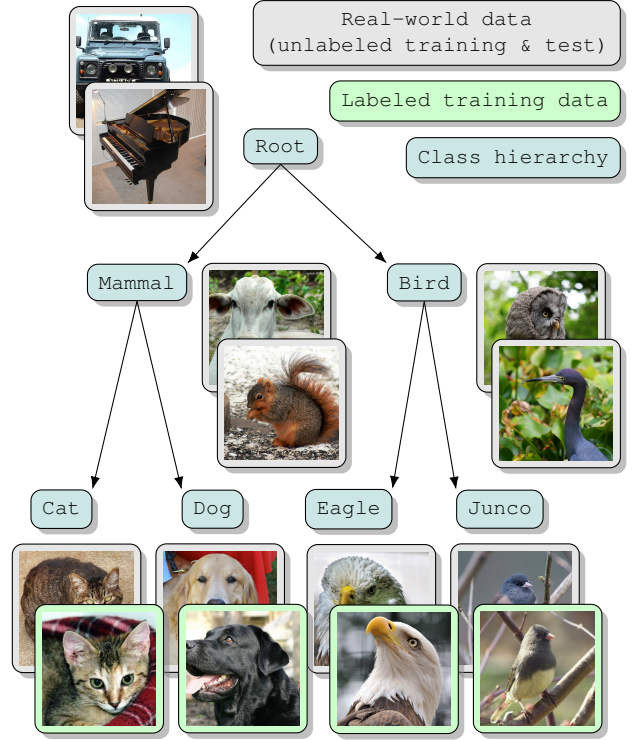 Real-world data
(unlabeled training & test)
Labeled training data
Root
Class hierarchy
Mammal
Bird
Cat
Dog
Eagle
Junco